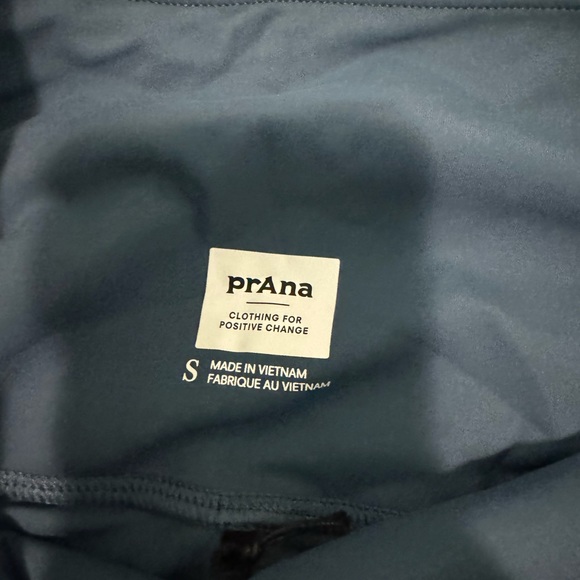 prAna
CLOTHING FOR
POSITIVE CHANGE
S MADE IN VIETNAM
FABRIQUE AU VIETNAM